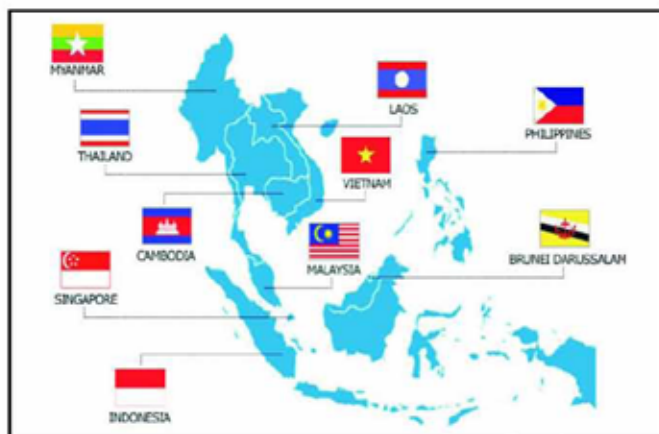 MYANMAR
LAOS
PHILIPPINES
THAILAND
VIETNAM
CAMBODIA
MALAYSIA
BRUNEI DARUSSALAM
SINGAPORE
INDONESIA